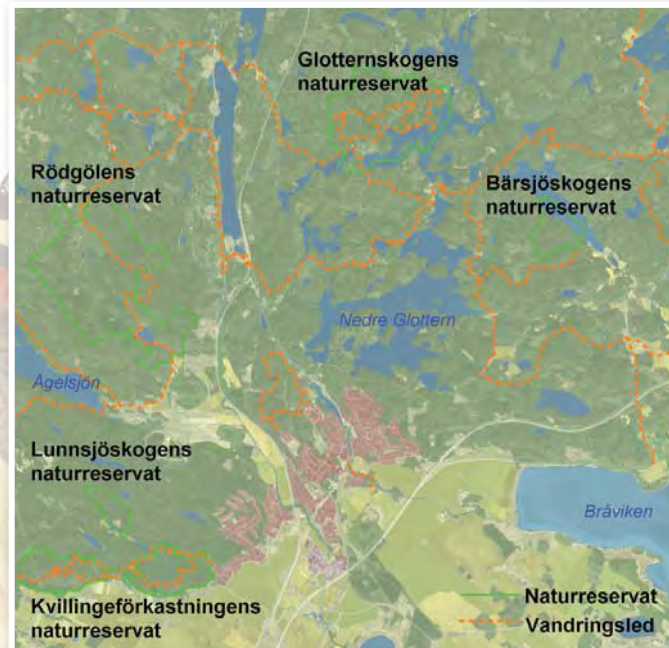 Glotternskogens
naturreservat
Rödgölens
naturreservat
Bärsjöskogens
naturreservat
Nedre Glottern
Ågelsjön
Lunnsjöskogens
naturreservat
Bråviken
Kvillingeförkastningens
naturreservat
Naturreservat
Vandringsled